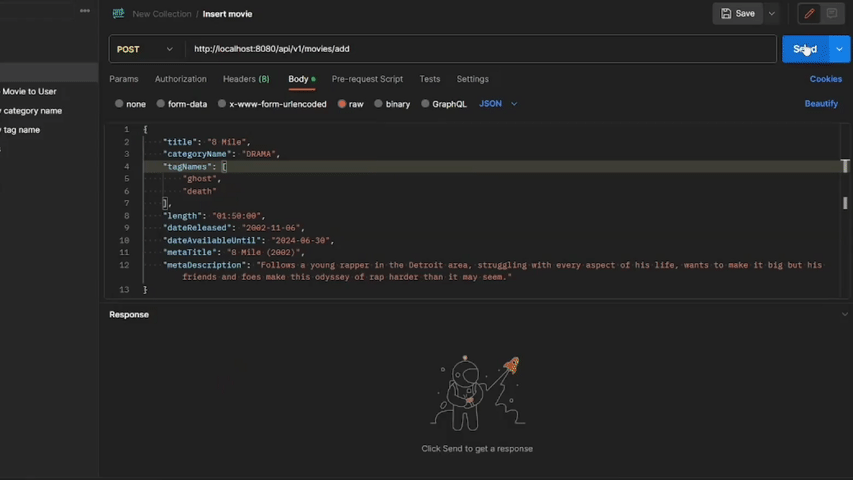 New Collection / Insert movie
Save
POST
http://localhost:8080/api/v1/movies/add
Send
Params
Authorization
Headers (8)
Body
Pre-request Script
Tests
Settings
Cookies
none
form-data
x-www-form-urlencoded
raw
binary
GraphQL
JSON
Beautify
Movie to User
category name
tag name
1 {
2 "title": "8 Mile",
3 "categoryName": "DRAMA",
4 "tagNames": [
5 "ghost",
6 "death"
7 ],
8 "length": "01:50:00",
9 "dateReleased": "2002-11-06",
10 "dateAvailableUntil": "2024-06-30",
11 "metaTitle": "8 Mile (2002)",
12 "metaDescription": "Follows a young rapper in the Detroit area, struggling with every aspect of his life, wants to make it big but his
friends and foes make this odyssey of rap harder than it may seem."
13 }
Response
Click Send to get a response